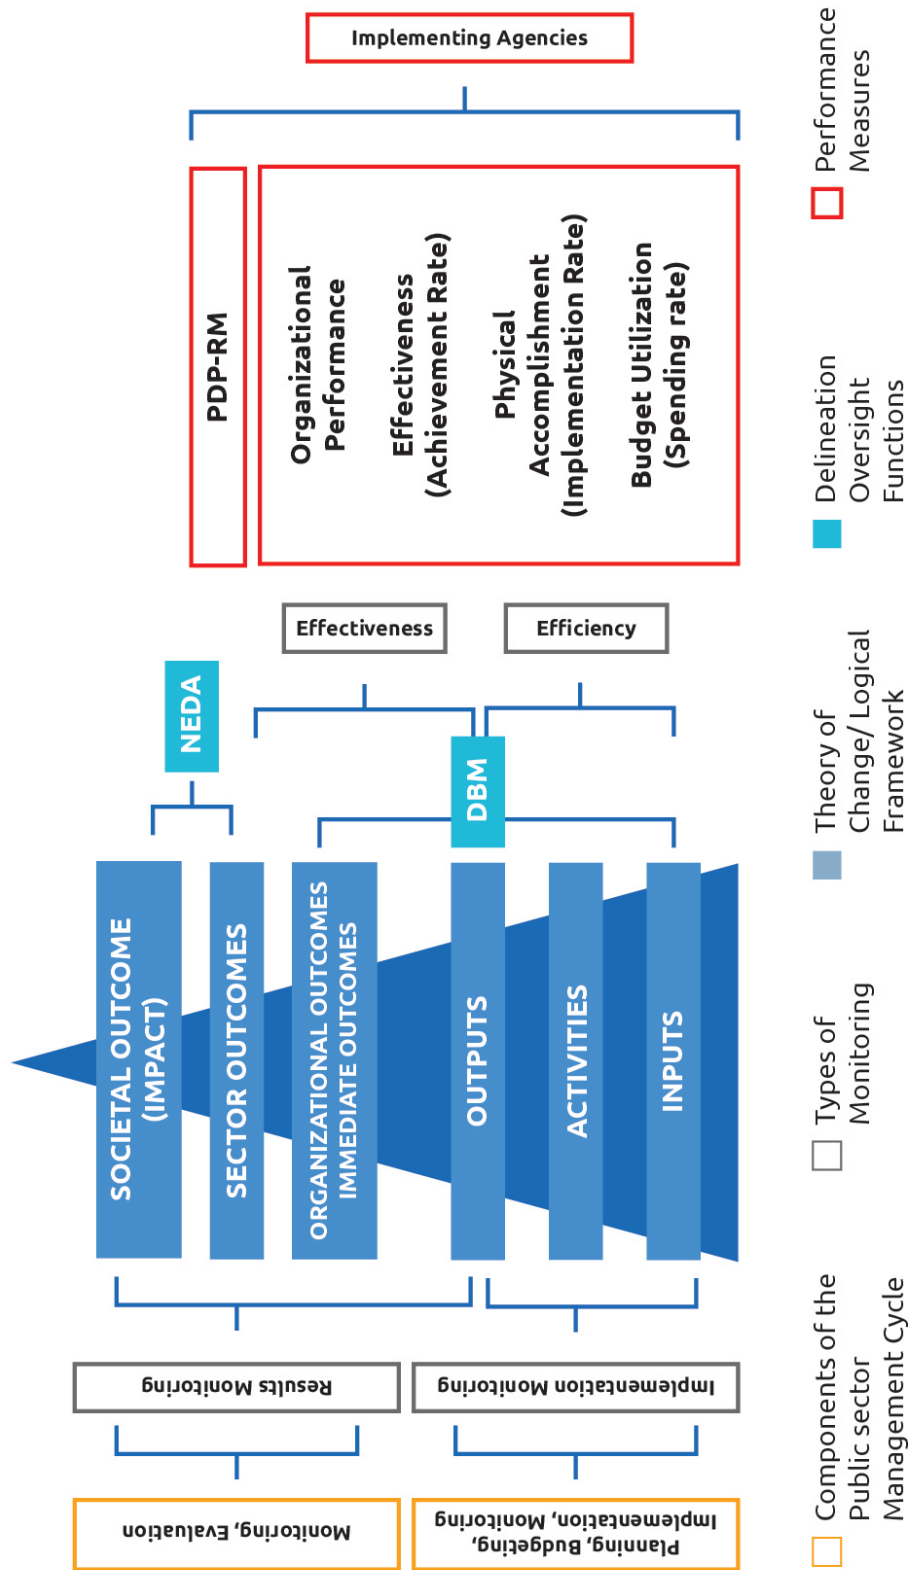 Monitoring, Evaluation
Planning, Budgeting,
Implementation, Monitoring
Results Monitoring
Implementation Monitoring
SOCIETAL OUTCOME
(IMPACT)
SECTOR OUTCOMES
ORGANIZATIONAL OUTCOMES
IMMEDIATE OUTCOMES
OUTPUTS
ACTIVITIES
INPUTS
NEDA
DBM
Effectiveness
Efficiency
PDP-RM
Organizational
Performance
Effectiveness
(Achievement Rate)
Physical
Accomplishment
(Implementation Rate)
Budget Utilization
(Spending rate)
Implementing Agencies
Components of the
Public sector
Management Cycle
Types of
Monitoring
Theory of
Change/ Logical
Framework
Delineation
Oversight
Functions
Performance
Measures